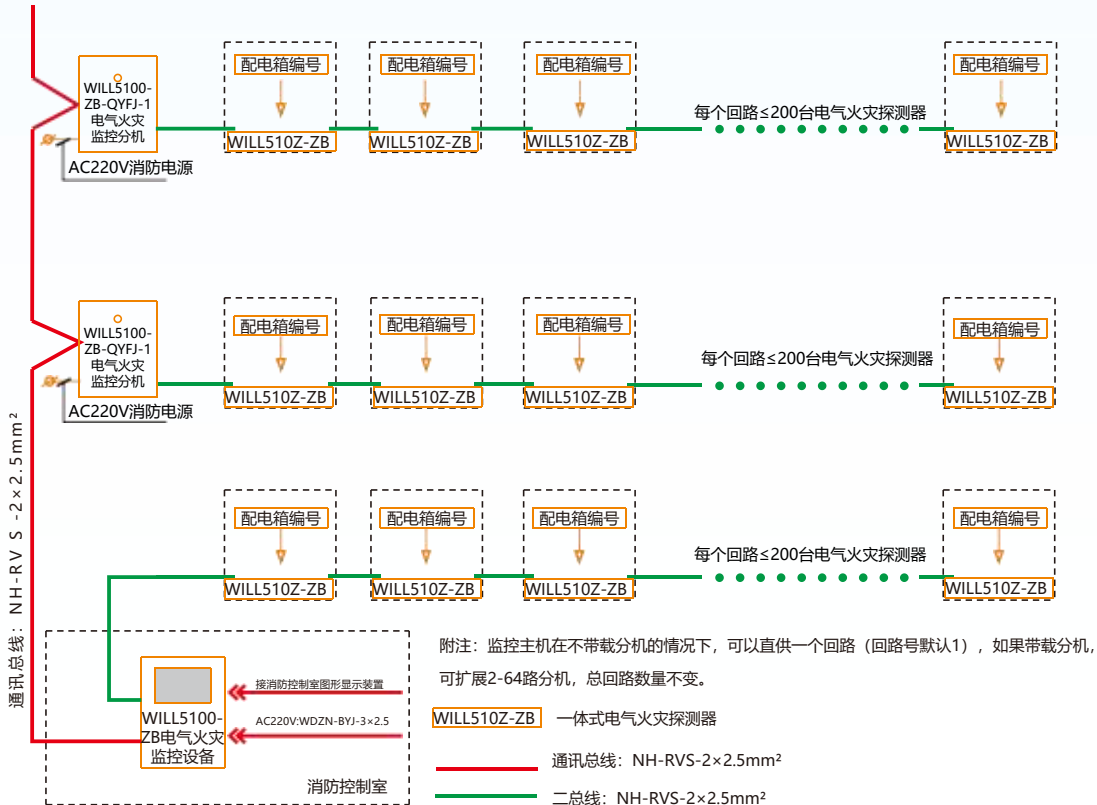 配电箱编号
配电箱编号
配电箱编号
配电箱编号
WILL5100-
ZB-QYFJ-1
电气火灾
监控分机
每个回路≤200台电气火灾探测器
WILL510Z-ZB
WILL510Z-ZB
WILL510Z-ZB
WILL510Z-ZB
AC220V消防电源
配电箱编号
配电箱编号
配电箱编号
配电箱编号
WILL5100-
ZB-QYFJ-1
电气火灾
监控分机
每个回路≤200台电气火灾探测器
WILL510Z-ZB
WILL510Z-ZB
WILL510Z-ZB
WILL510Z-ZB
AC220V消防电源
通讯总线：NH-RV S -2×2.5mm²
配电箱编号
配电箱编号
配电箱编号
配电箱编号
每个回路≤200台电气火灾探测器
WILL510Z-ZB
WILL510Z-ZB
WILL510Z-ZB
WILL510Z-ZB
接消防控制室图形显示装置
AC220V:WDZN-BYJ-3×2.5
WILL5100-
ZB电气火灾
监控设备
消防控制室
附注：监控主机在不带载分机的情况下，可以直供一个回路（回路号默认1），如果带载分机，
可扩展2-64路分机，总回路数量不变。
WILL510Z-ZB 一体式电气火灾探测器
通讯总线：NH-RVS-2×2.5mm²
二总线：NH-RVS-2×2.5mm²